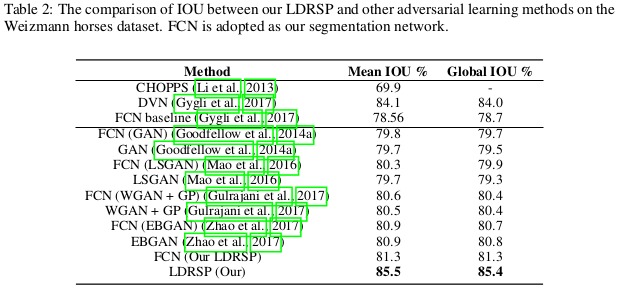 Table 2: The comparison of IOU between our LDRSP and other adversarial learning methods on the
Weizmann horses dataset. FCN is adopted as our segmentation network.
Method Mean IOU % Global IOU %
CHOPPS (Li et al., 2013) 69.9 -
DVN (Gygli et al., 2017) 84.1 84.0
FCN baseline (Gygli et al., 2017) 78.56 78.7
FCN (GAN) (Goodfellow et al., 2014a) 79.8 79.7
GAN (Goodfellow et al., 2014a) 79.7 79.5
FCN (LSGAN) (Mao et al., 2016) 80.3 79.9
LSGAN (Mao et al., 2016) 79.7 79.3
FCN (WGAN + GP) (Gulrajani et al., 2017) 80.6 80.4
WGAN + GP (Gulrajani et al., 2017) 80.5 80.4
FCN (EBGAN) (Zhao et al., 2017) 80.9 80.7
EBGAN (Zhao et al., 2017) 80.9 80.8
FCN (Our LDRSP) 81.3 81.3
LDRSP (Our) 85.5 85.4